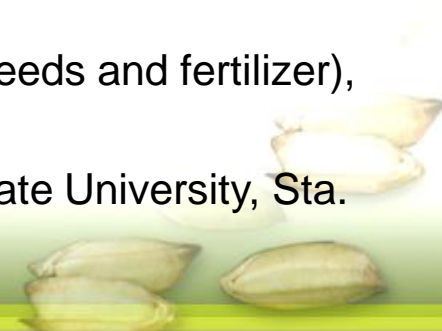 eeds and fertilizer),
ate University, Sta.